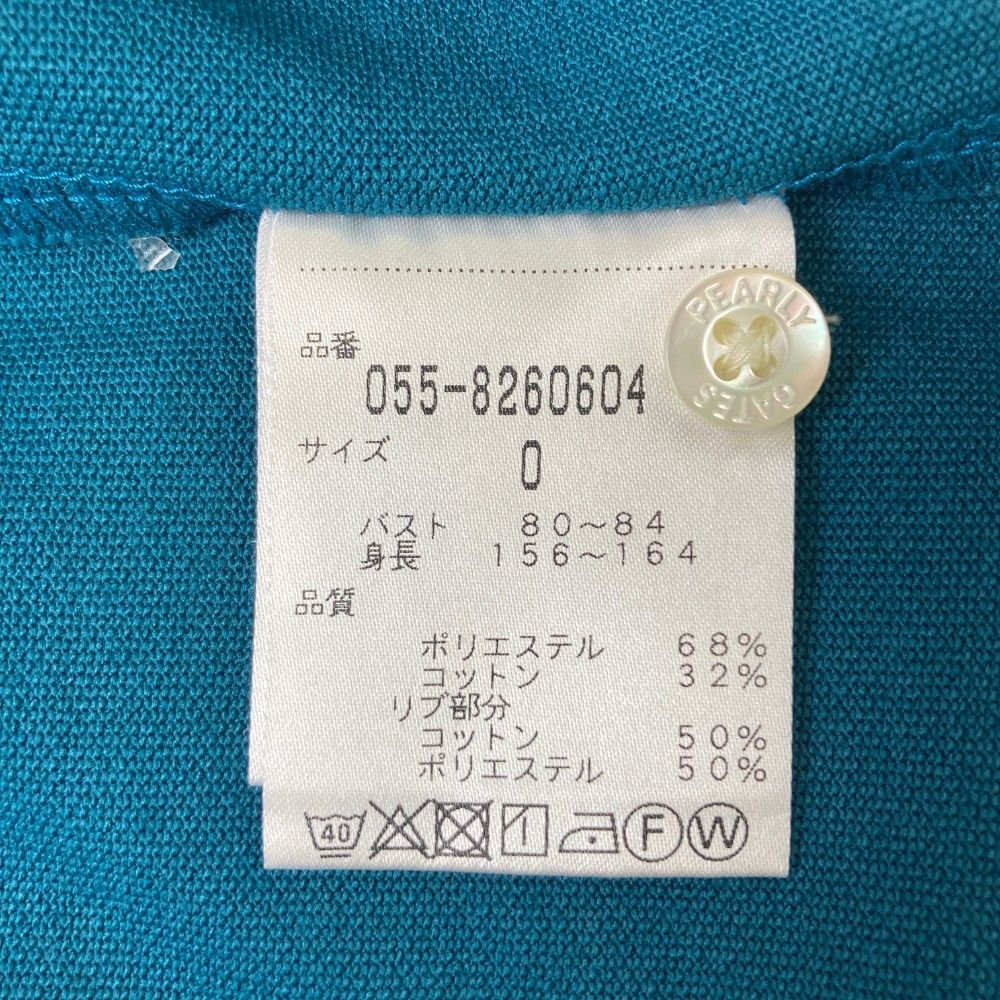 PEARLY
GATES
品番
055-8260604
サイズ 0
バスト 80〜84
身長 156〜164
品質
ポリエステル 68%
コットン 32%
リブ部分
コットン 50%
ポリエステル 50%
40 F W